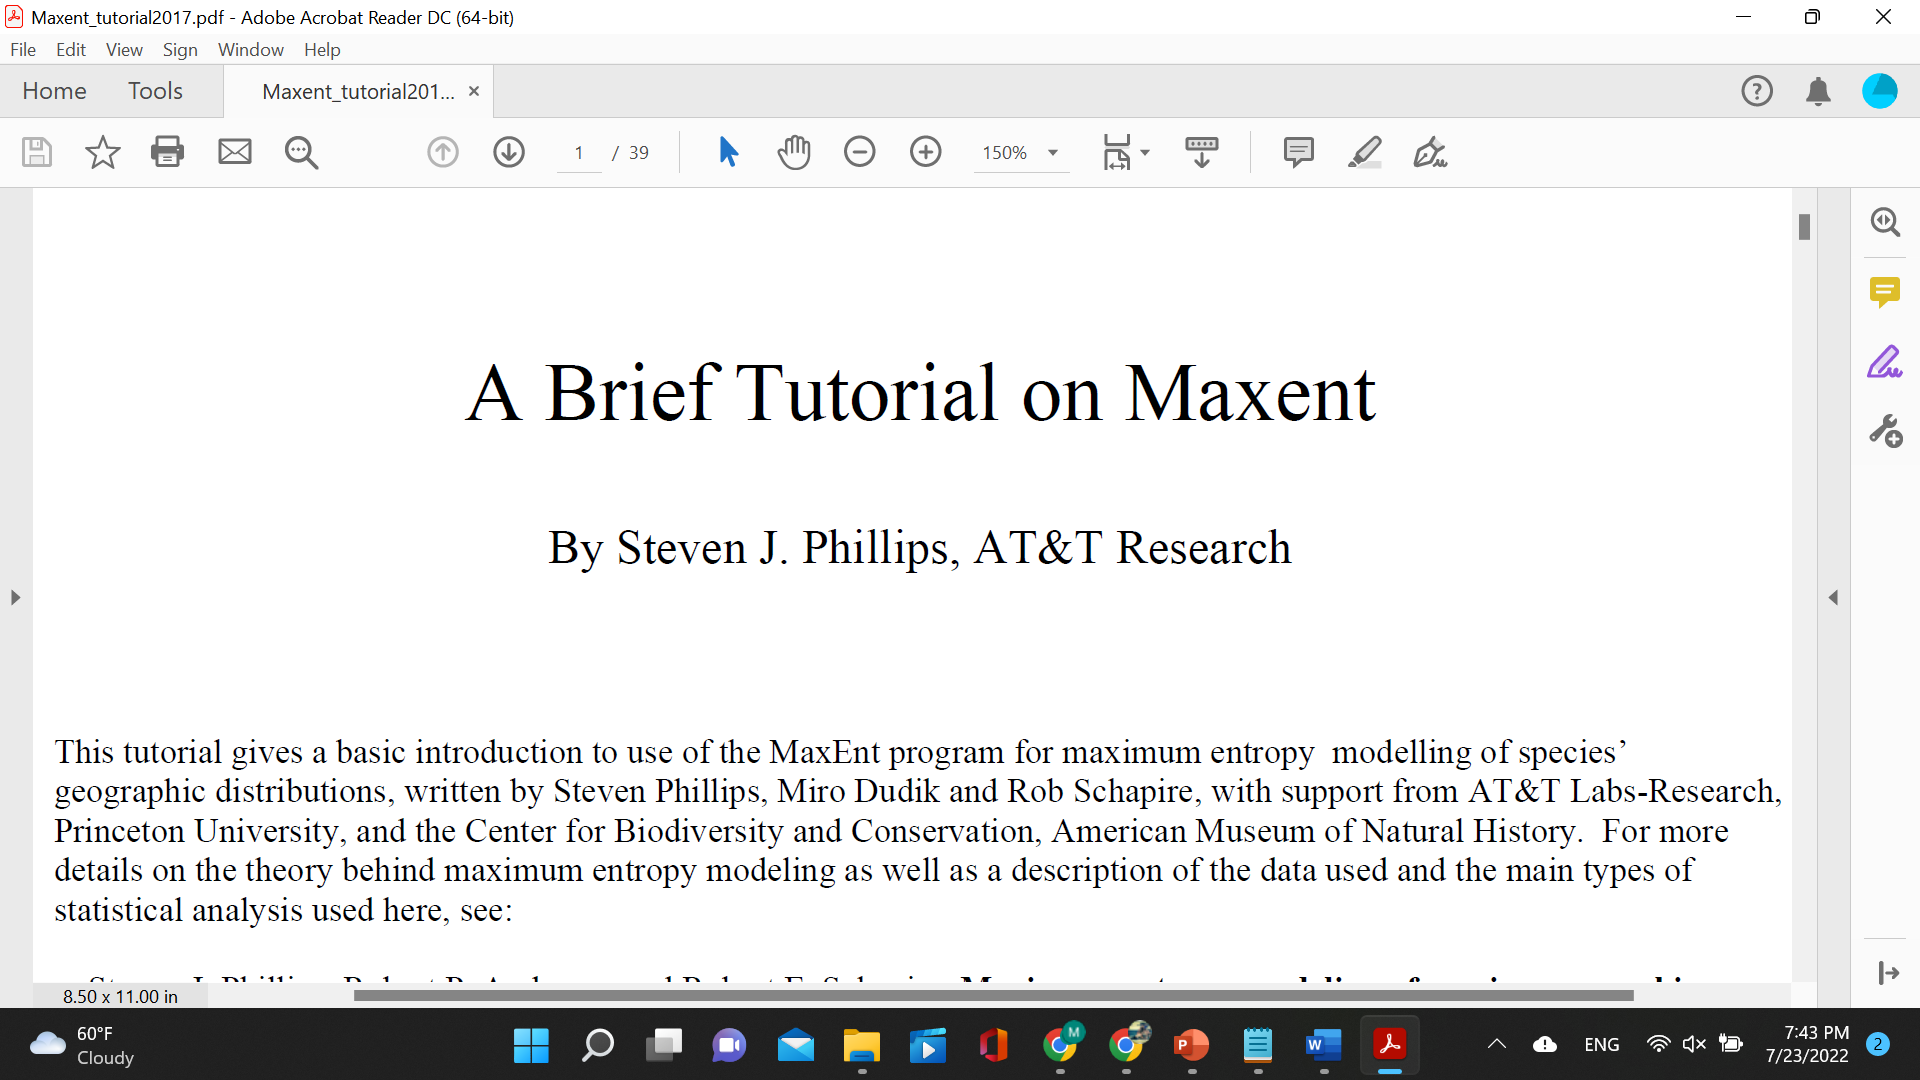 Maxent_tutorial2017.pdf - Adobe Acrobat Reader DC (64-bit)
File Edit View Sign Window Help
Home Tools Maxent_tutorial201...
1 / 39 150%
A Brief Tutorial on Maxent
By Steven J. Phillips, AT&T Research
This tutorial gives a basic introduction to use of the MaxEnt program for maximum entropy modelling of species’
geographic distributions, written by Steven Phillips, Miro Dudik and Rob Schapire, with support from AT&T Labs-Research,
Princeton University, and the Center for Biodiversity and Conservation, American Museum of Natural History. For more
details on the theory behind maximum entropy modeling as well as a description of the data used and the main types of
statistical analysis used here, see:
8.50 x 11.00 in
60°F
Cloudy
M
P
W
ENG
7:43 PM
7/23/2022
2